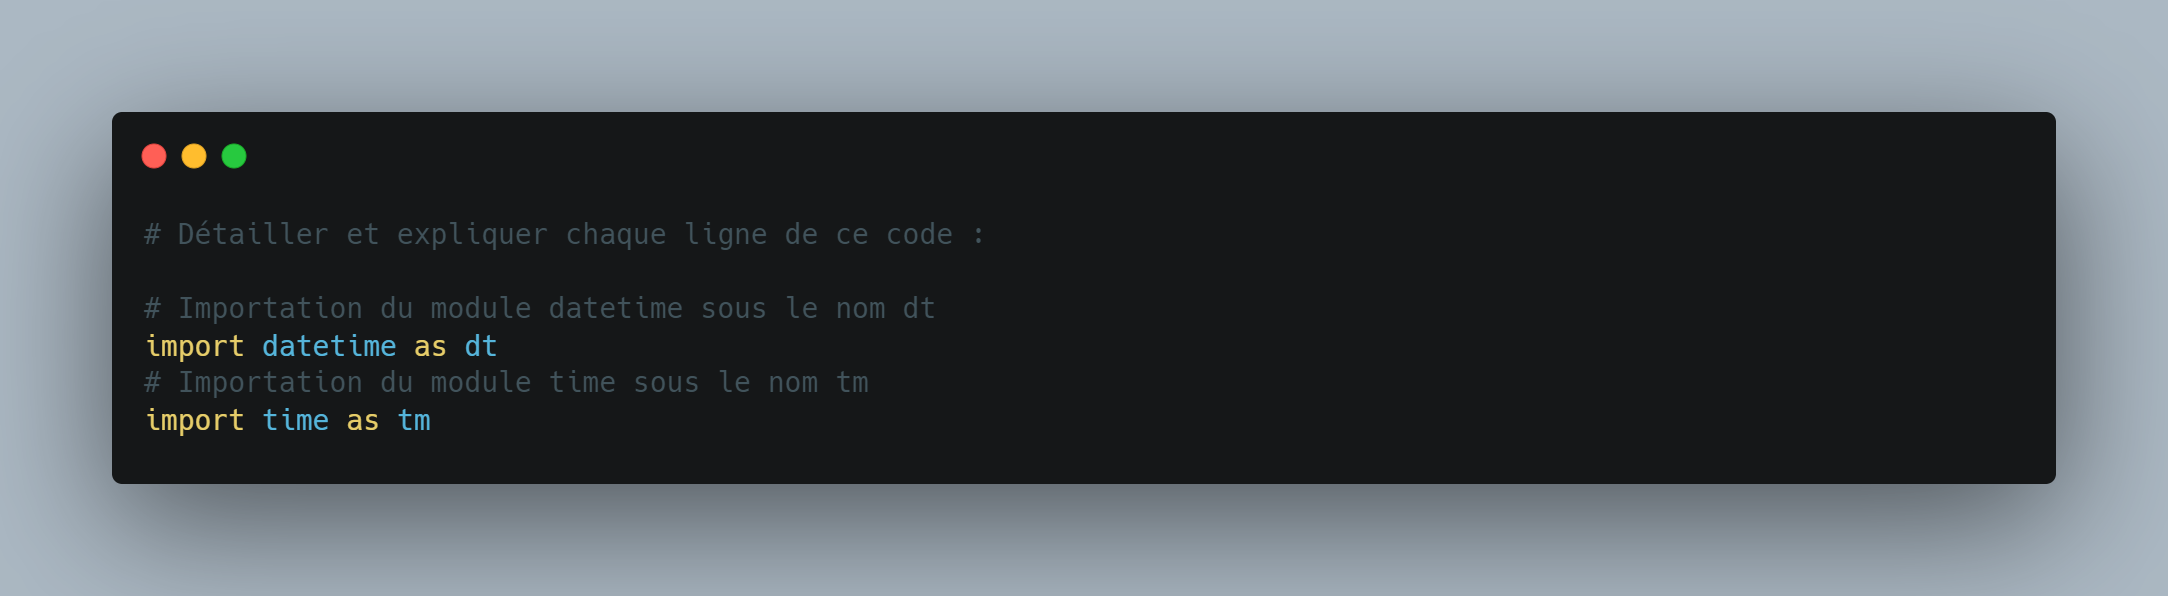 # Détailler et expliquer chaque ligne de ce code :
# Importation du module datetime sous le nom dt
import datetime as dt
# Importation du module time sous le nom tm
import time as tm